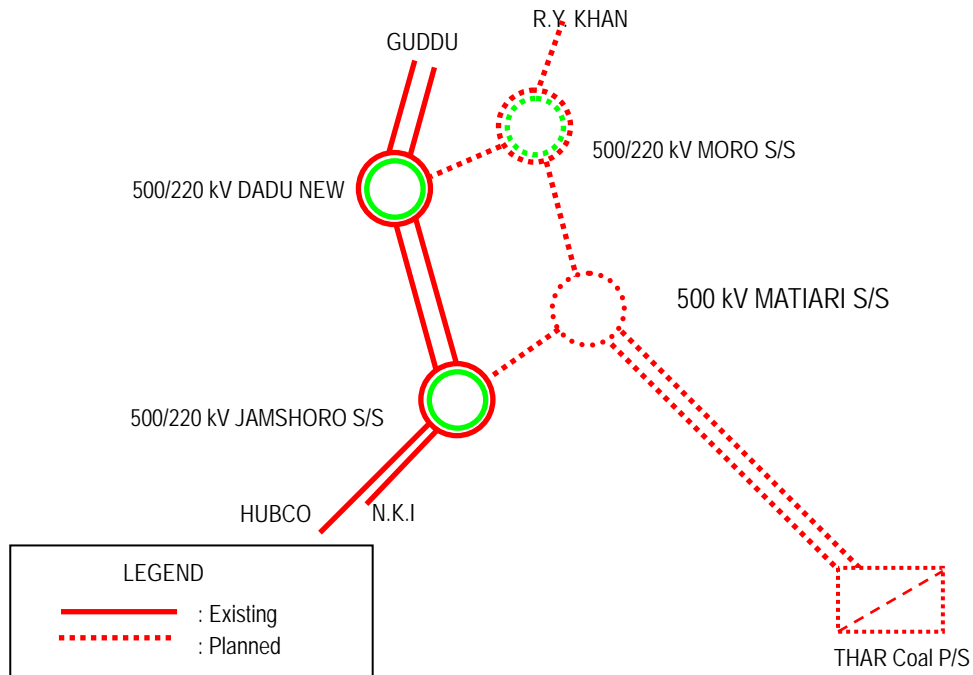 R.Y. KHAN
GUDDU
500/220 kV MORO S/S
500/220 kV DADU NEW
500 kV MATIARI S/S
500/220 kV JAMSHORO S/S
HUBCO
N.K.I
LEGEND
: Existing
: Planned
THAR Coal P/S